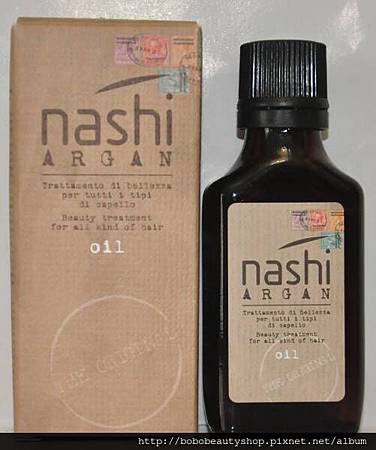 nashi
ARGAN
Trattamento di bellezza
per tutti i tipi
di capello
Beauty treatment
for all kind of hair
oil
THE ORIGINAL
nashi
ARGAN
Trattamento di bellezza
per tutti i tipi
di capello
Beauty treatment
for all kind of hair
oil
THE ORIGINAL
http://bobobeautyshop.pixnet.net/album